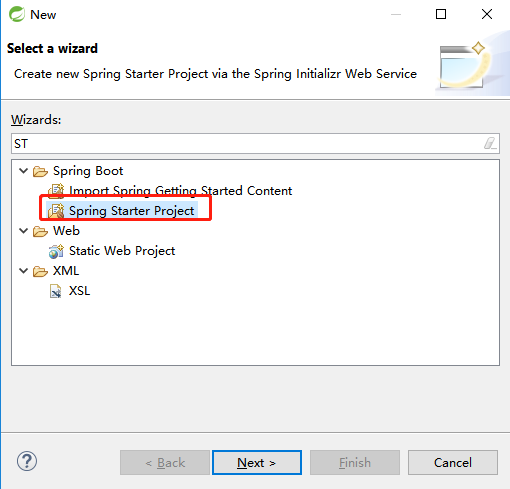 New
Select a wizard
Create new Spring Starter Project via the Spring Initializr Web Service
Wizards:
ST
Spring Boot
Import Spring Getting Started Content
Spring Starter Project
Web
Static Web Project
XML
XSL
?
< Back
Next >
Finish
Cancel